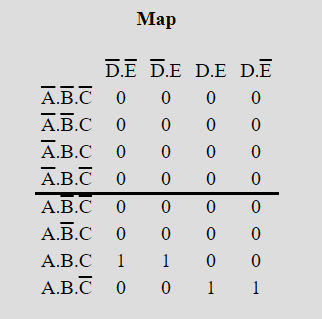 Map
D̅.E̅ D̅.E D.E D.E̅
A̅.B̅.C̅ 0 0 0 0
A̅.B̅.C 0 0 0 0
A̅.B.C 0 0 0 0
A̅.B.C̅ 0 0 0 0
A.B̅.C̅ 0 0 0 0
A.B̅.C 0 0 0 0
A.B.C 1 1 0 0
A.B.C̅ 0 0 1 1